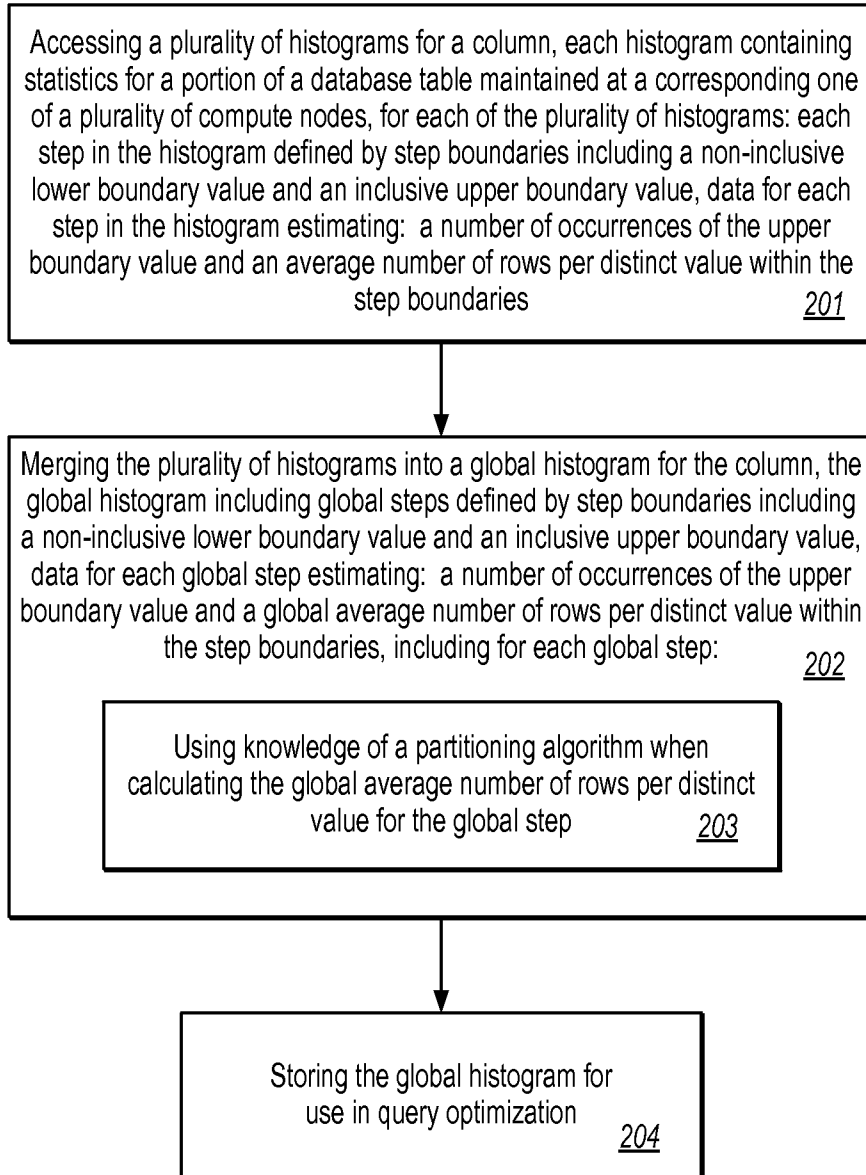 Accessing a plurality of histograms for a column, each histogram containing
statistics for a portion of a database table maintained at a corresponding one
of a plurality of compute nodes, for each of the plurality of histograms: each
step in the histogram defined by step boundaries including a non-inclusive
lower boundary value and an inclusive upper boundary value, data for each
step in the histogram estimating: a number of occurrences of the upper
boundary value and an average number of rows per distinct value within the
step boundaries
201
Merging the plurality of histograms into a global histogram for the column, the
global histogram including global steps defined by step boundaries including
a non-inclusive lower boundary value and an inclusive upper boundary value,
data for each global step estimating: a number of occurrences of the upper
boundary value and a global average number of rows per distinct value within
the step boundaries, including for each global step:
202
Using knowledge of a partitioning algorithm when
calculating the global average number of rows per distinct
value for the global step
203
Storing the global histogram for
use in query optimization
204